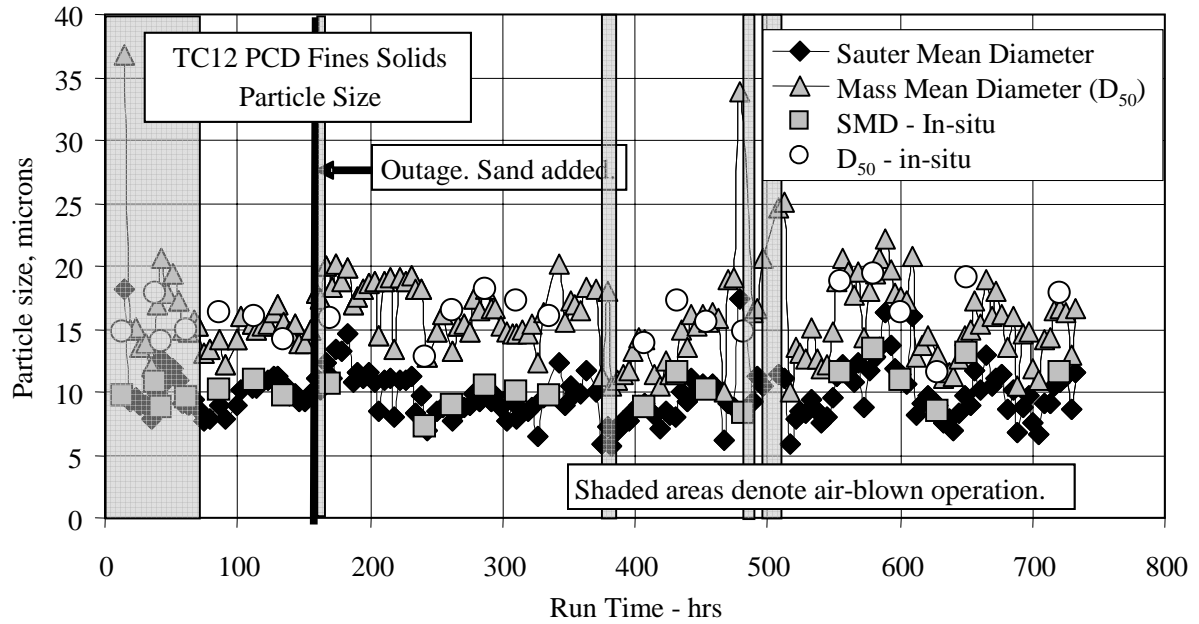 40
35
30
25
20
15
10
5
0
Particle size, microns
TC12 PCD Fines Solids
Particle Size
Outage. Sand added.
Sauter Mean Diameter
Mass Mean Diameter (D50)
SMD - In-situ
D50 - in-situ
Shaded areas denote air-blown operation.
0 100 200 300 400 500 600 700 800
Run Time - hrs